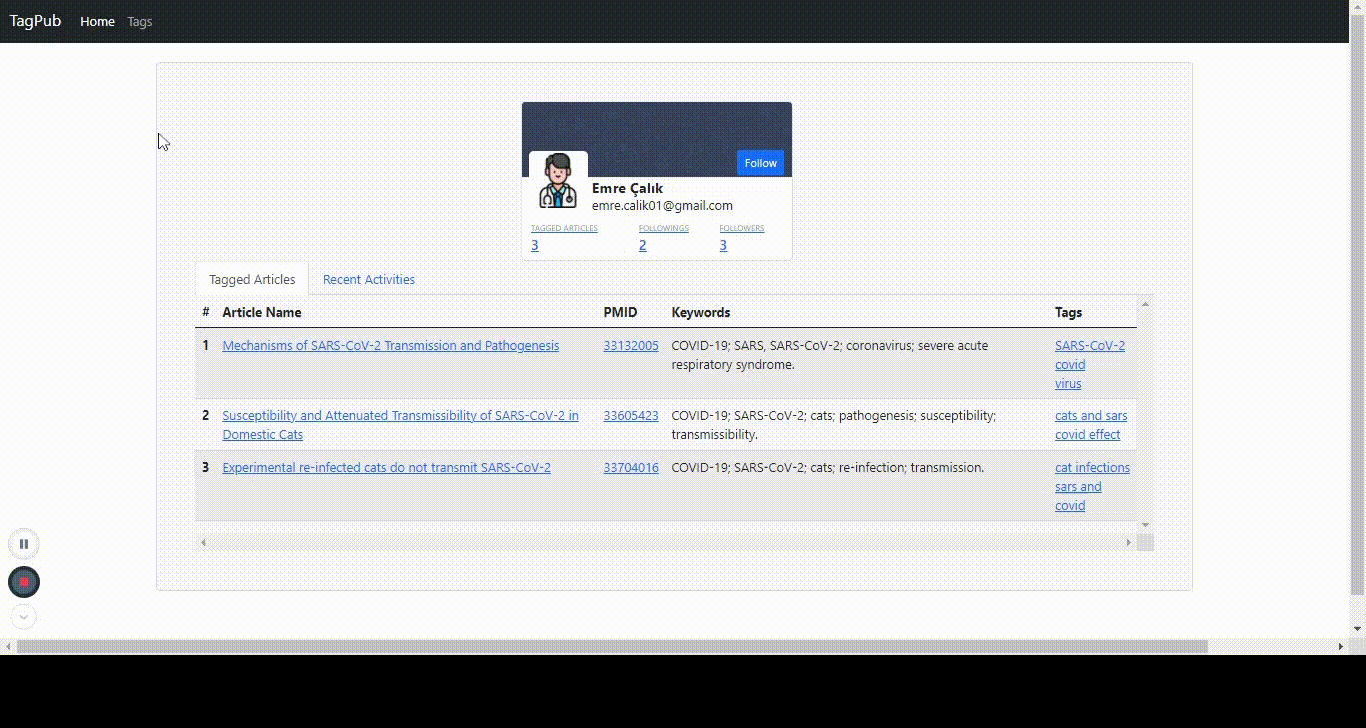 TagPub Home Tags
Follow
Emre Çalık
emre.calik01@gmail.com
TAGGED ARTICLES FOLLOWINGS FOLLOWERS
3 2 3
Tagged Articles Recent Activities
# Article Name PMID Keywords Tags
1 Mechanisms of SARS-CoV-2 Transmission and Pathogenesis 33132005 COVID-19; SARS, SARS-CoV-2; coronavirus; severe acute SARS-CoV-2
respiratory syndrome. covid
virus
2 Susceptibility and Attenuated Transmissibility of SARS-CoV-2 in 33605423 COVID-19; SARS-CoV-2; cats; pathogenesis; susceptibility; cats and sars
Domestic Cats transmissibility. covid effect
3 Experimental re-infected cats do not transmit SARS-CoV-2 33704016 COVID-19; SARS-CoV-2; cats; re-infection; transmission. cat infections
sars and
covid